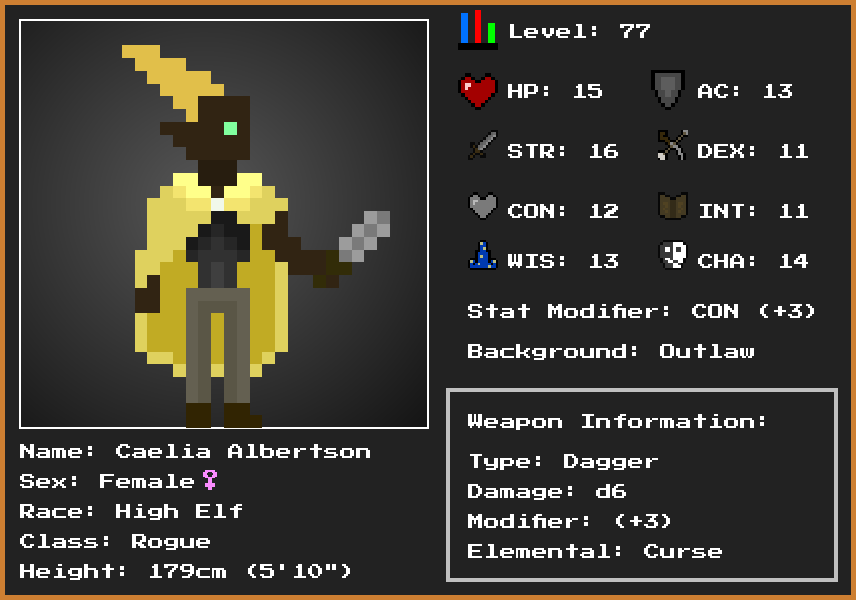 Level: 77
HP: 15 AC: 13
STR: 16 DEX: 11
CON: 12 INT: 11
WIS: 13 CHA: 14
Stat Modifier: CON (+3)
Background: Outlaw
Weapon Information:
Type: Dagger
Damage: d6
Modifier: (+3)
Elemental: Curse
Name: Caelia Albertson
Sex: Female♀
Race: High Elf
Class: Rogue
Height: 179cm (5'10")